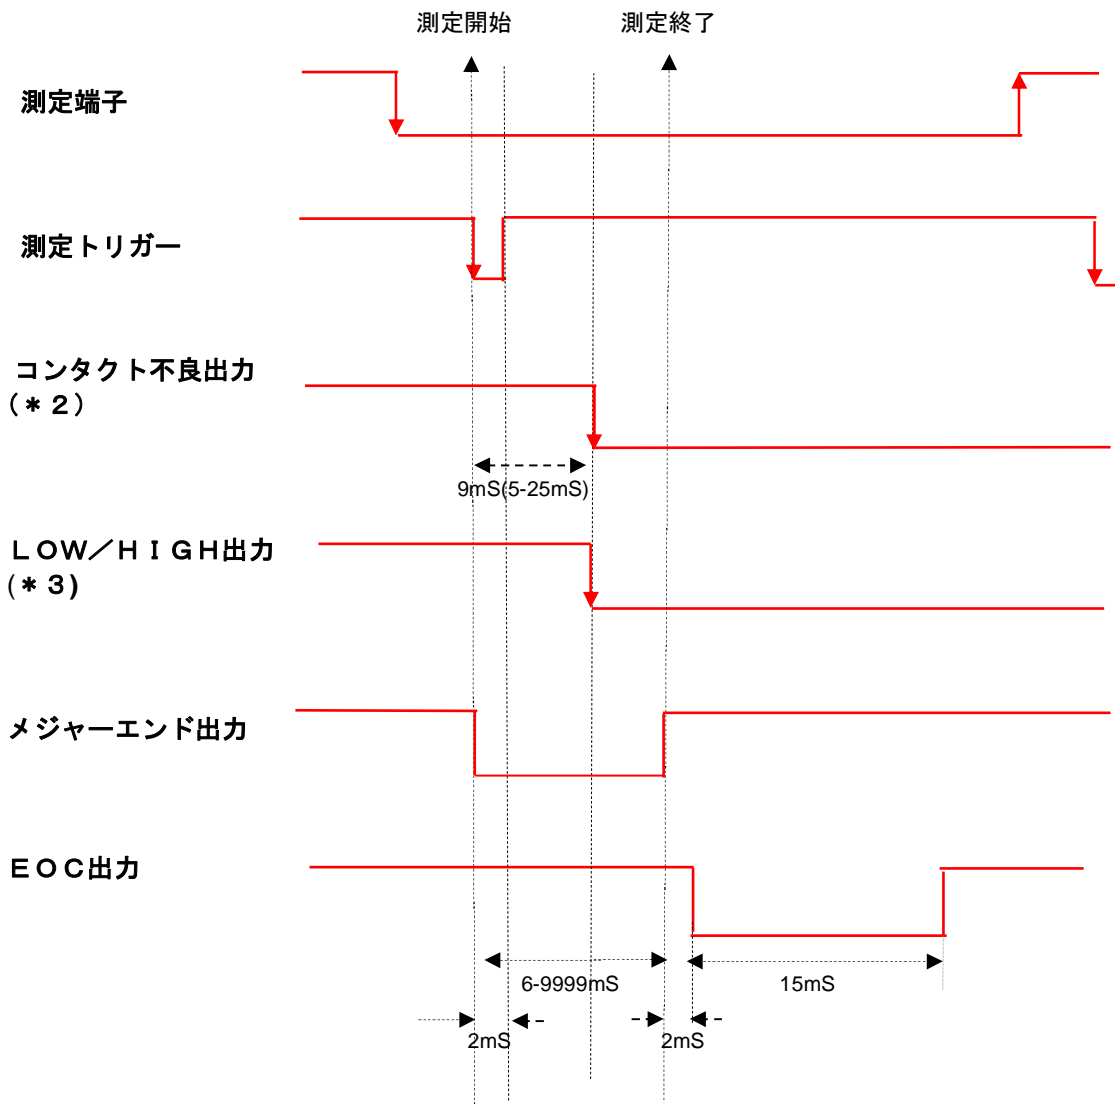 測定開始 測定終了
測定端子
測定トリガー
コンタクト不良出力
(＊２)
9mS(5-25mS)
ＬＯＷ／ＨＩＧＨ出力
(＊３)
メジャーエンド出力
ＥＯＣ出力
6-9999mS 15mS
2mS 2mS